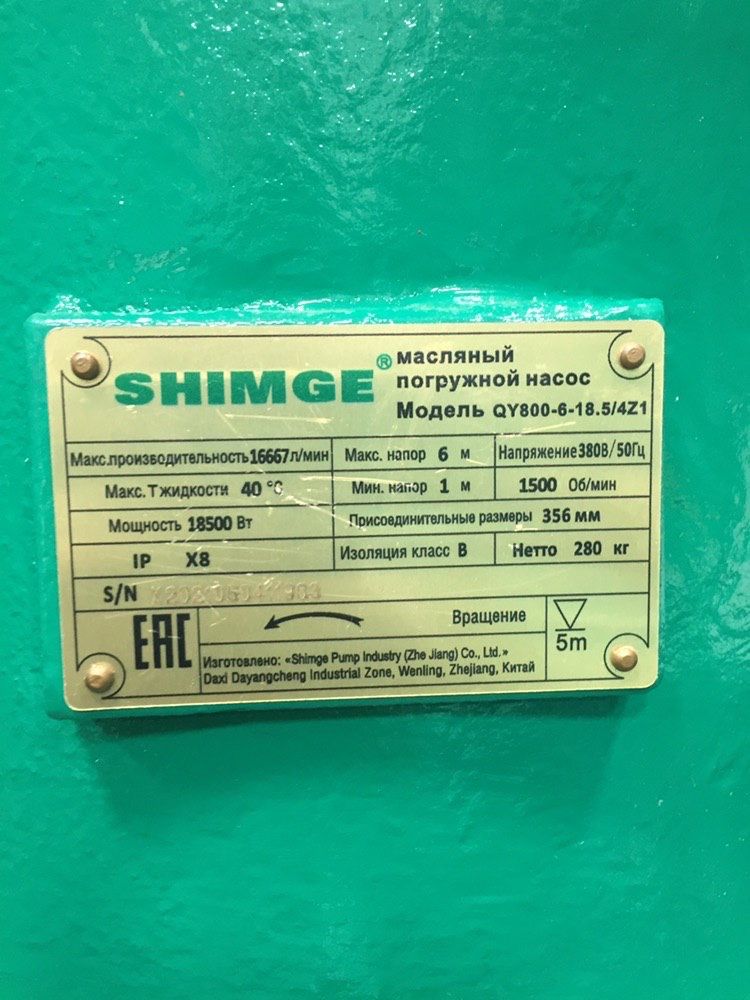 SHIMGE®
масляный
погружной насос
Модель QY800-6-18.5/4Z1
Макс.производительность 16667 л/мин Макс. напор 6 м Напряжение 380В/50Гц
Макс. Т жидкости 40 °C Мин. напор 1 м 1500 Об/мин
Мощность 18500 Вт Присоединительные размеры 356 мм
IP X8 Изоляция класс В Нетто 280 кг
S/N
EAC Вращение
5m
Изготовлено: «Shimge Pump Industry (Zhe Jiang) Co., Ltd.»
Daxi Dayangcheng Industrial Zone, Wenling, Zhejiang, Китай